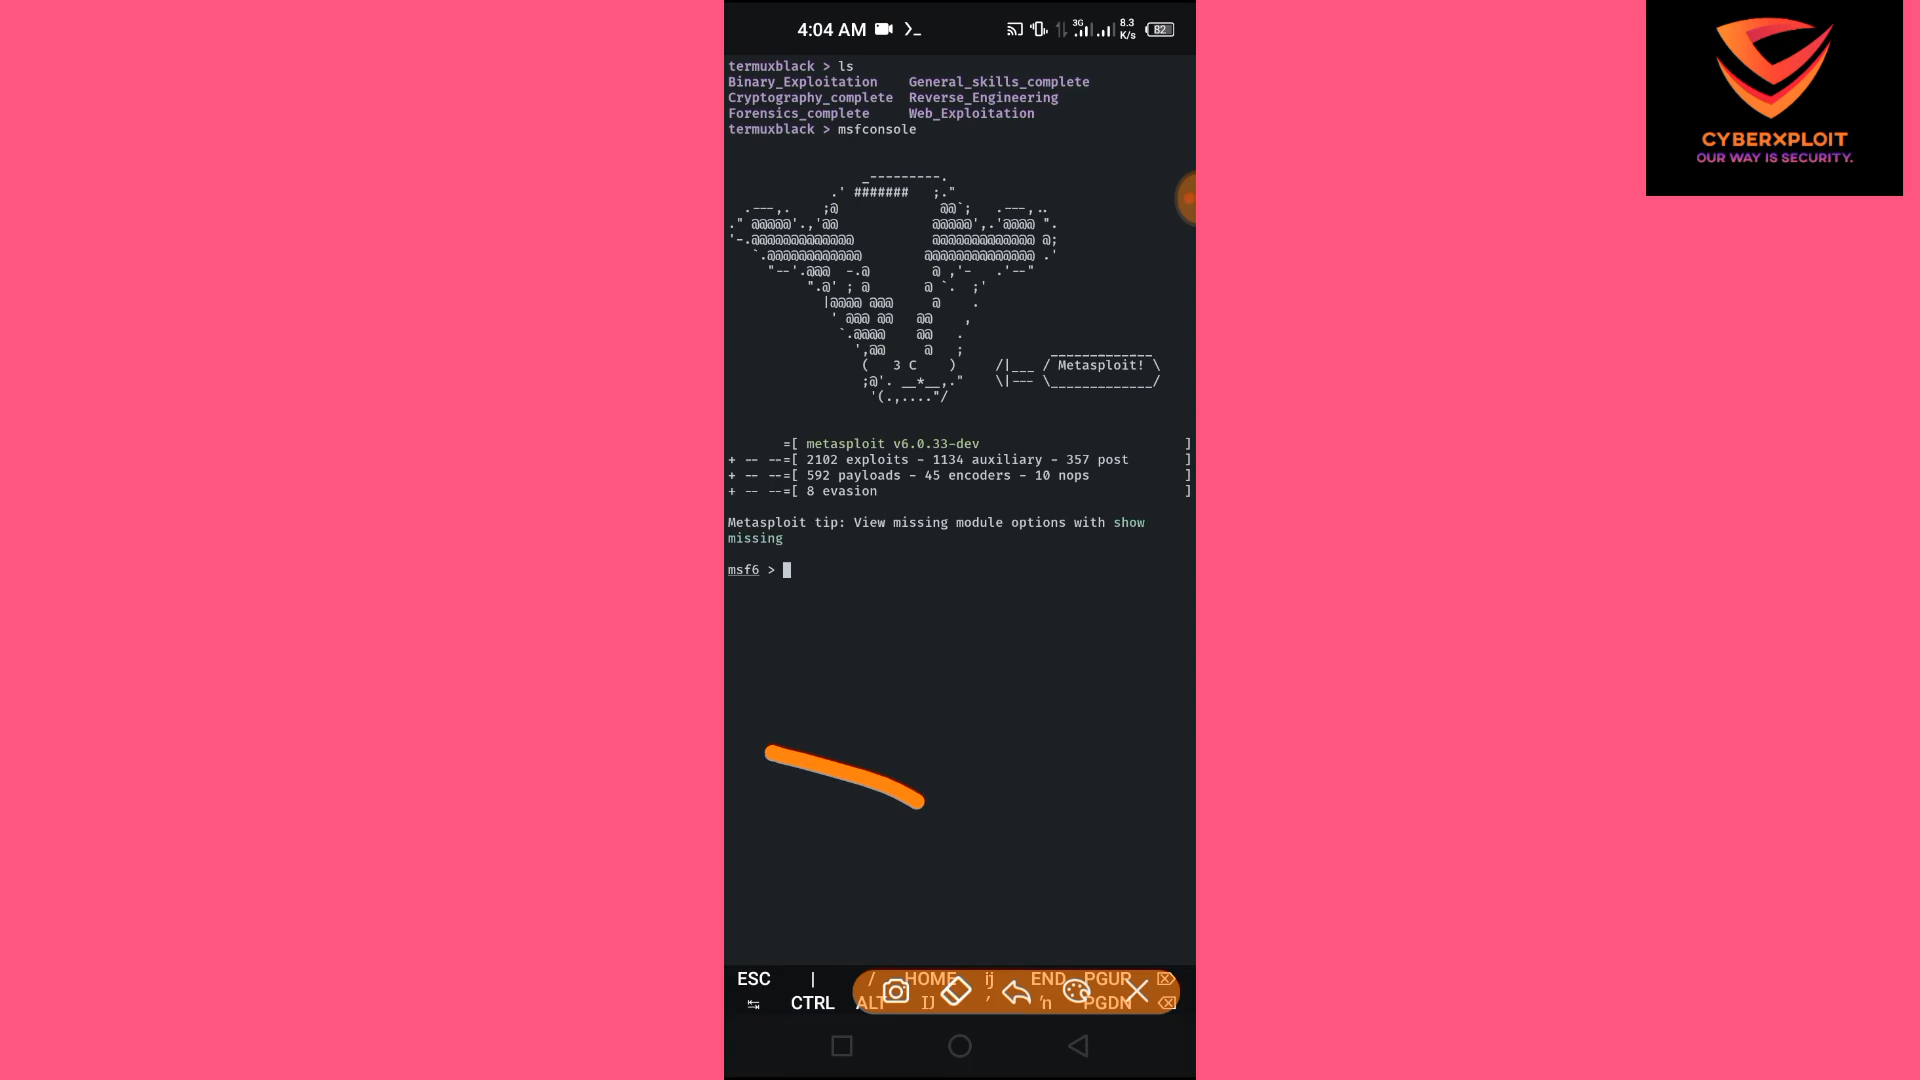 4:04 AM 3G 8.3 K/s 82
CYBERXPLOIT
OUR WAY IS SECURITY.
termuxblack > ls
Binary_Exploitation General_skills_complete
Cryptography_complete Reverse_Engineering
Forensics_complete Web_Exploitation
termuxblack > msfconsole
3 C
Metasploit!
=[ metasploit v6.0.33-dev ]
+ -- --=[ 2102 exploits - 1134 auxiliary - 357 post ]
+ -- --=[ 592 payloads - 45 encoders - 10 nops ]
+ -- --=[ 8 evasion ]
Metasploit tip: View missing module options with show
missing
msf6 >
ESC | / HOME END PGUP
CTRL ALT PGDN